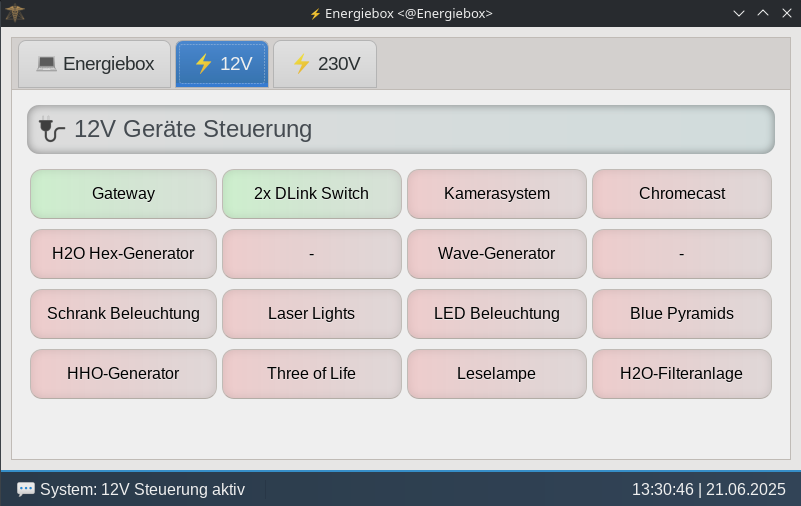 ⚡ Energiebox <@Energiebox>
💻 Energiebox ⚡ 12V ⚡ 230V
12V Geräte Steuerung
Gateway 2x DLink Switch Kamerasystem Chromecast
H2O Hex-Generator - Wave-Generator -
Schrank Beleuchtung Laser Lights LED Beleuchtung Blue Pyramids
HHO-Generator Three of Life Leselampe H2O-Filteranlage
💬 System: 12V Steuerung aktiv 13:30:46 | 21.06.2025